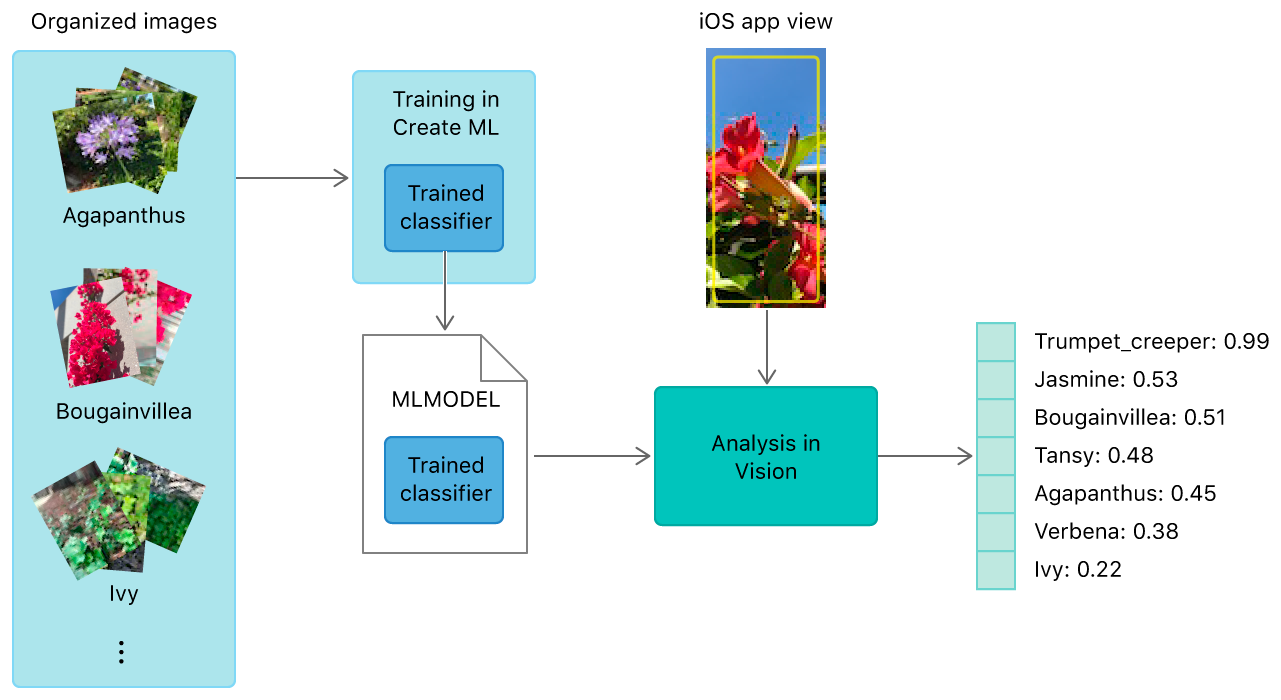 Organized images
Agapanthus
Bougainvillea
Ivy
Training in
Create ML
Trained
classifier
MLMODEL
Trained
classifier
iOS app view
Analysis in
Vision
Trumpet_creeper: 0.99
Jasmine: 0.53
Bougainvillea: 0.51
Tansy: 0.48
Agapanthus: 0.45
Verbena: 0.38
Ivy: 0.22